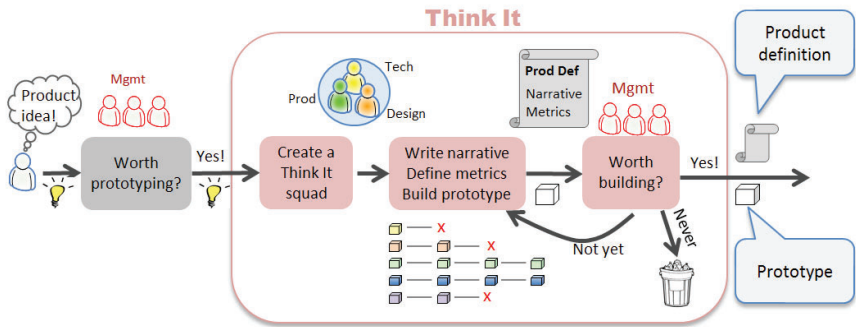 Think It
Product
definition
Product
idea!
Mgmt
Worth
prototyping?
Yes!
Tech
Prod
Design
Create a
Think It
squad
Write narrative
Define metrics
Build prototype
Prod Def
Narrative
Metrics
Mgmt
Worth
building?
Yes!
Not yet
Never
X
X
X
Prototype